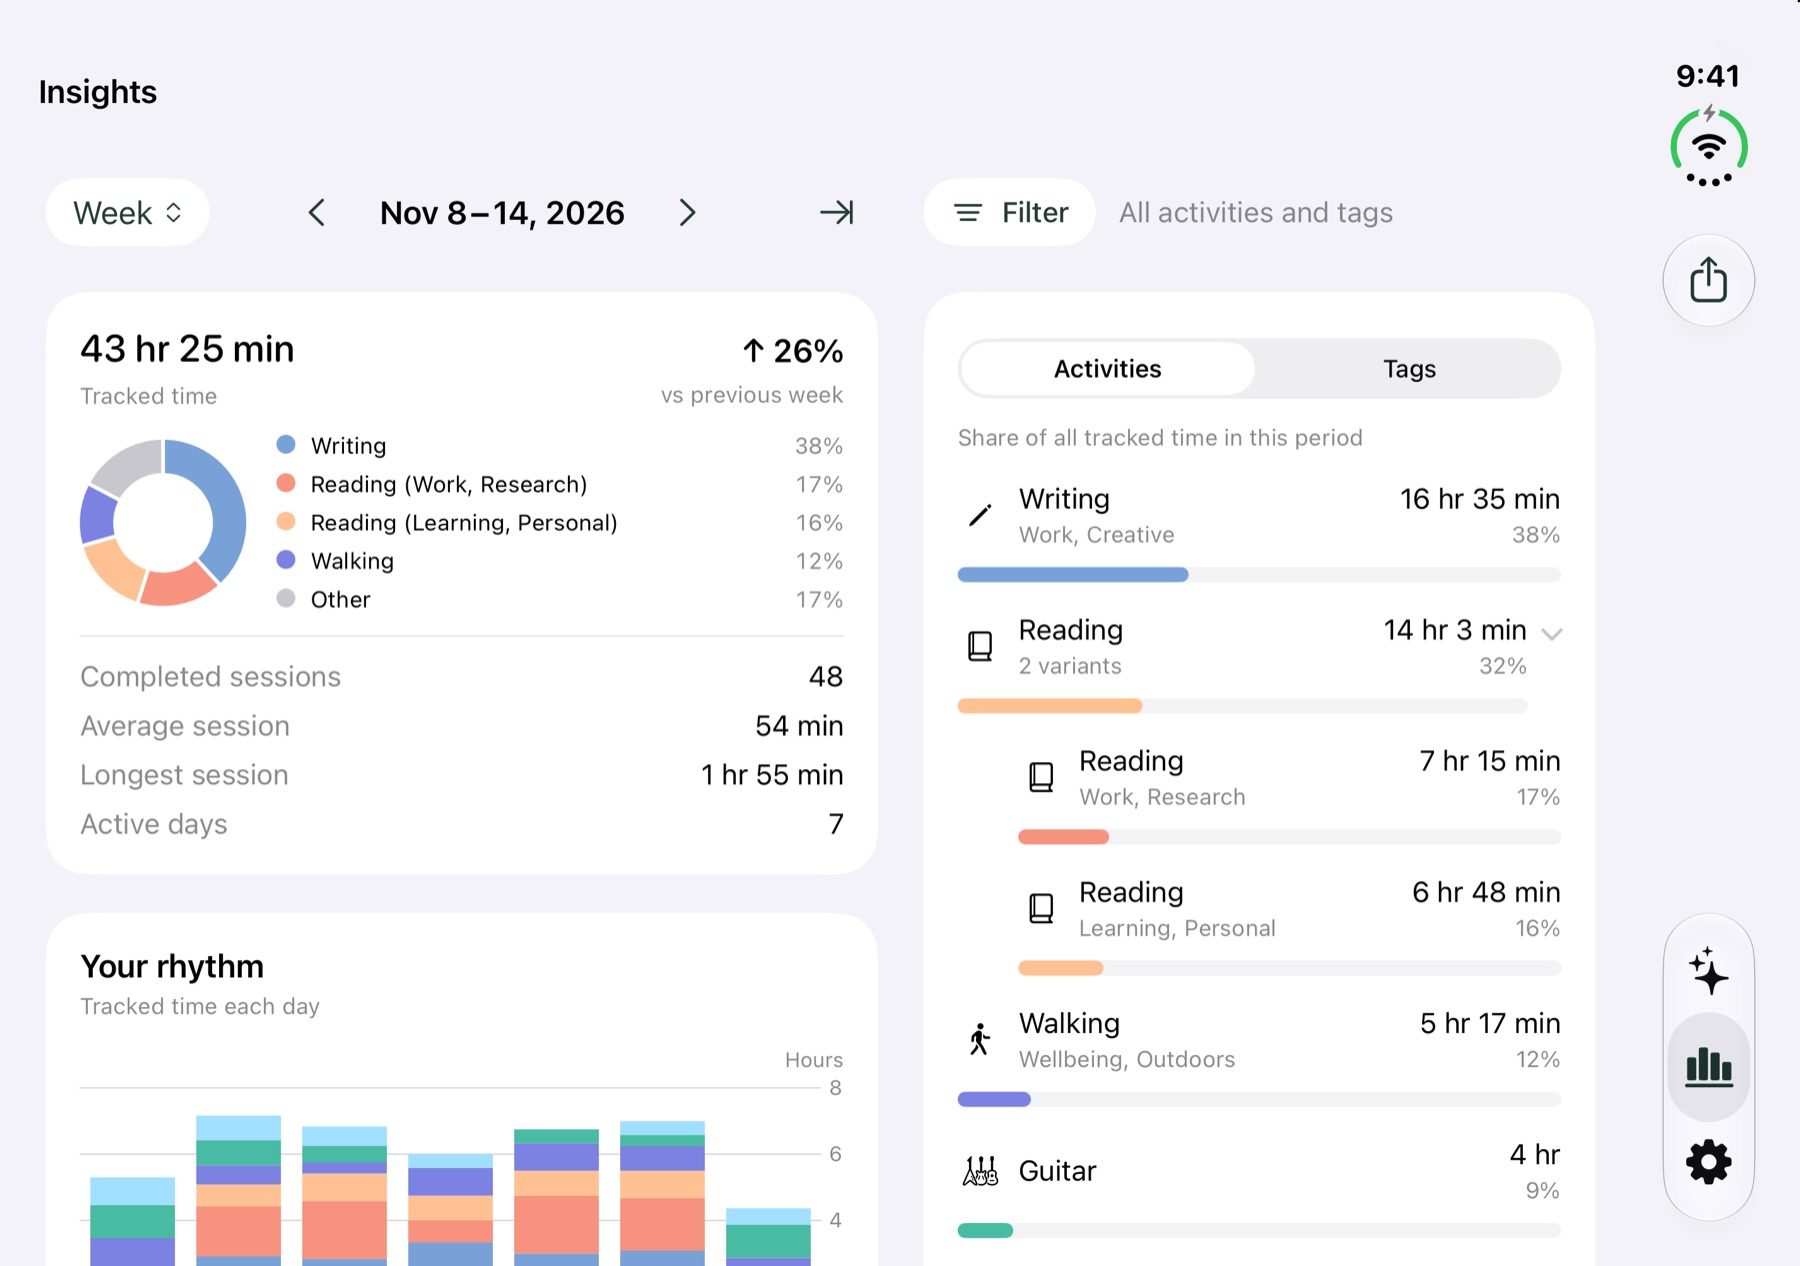 Insights
9:41
Week
Nov 8–14, 2026
Filter
All activities and tags
43 hr 25 min
↑ 26%
Tracked time
vs previous week
Writing 38%
Reading (Work, Research) 17%
Reading (Learning, Personal) 16%
Walking 12%
Other 17%
Completed sessions 48
Average session 54 min
Longest session 1 hr 55 min
Active days 7
Your rhythm
Tracked time each day
Hours
8
6
4
Activities
Tags
Share of all tracked time in this period
Writing 16 hr 35 min
Work, Creative 38%
Reading 14 hr 3 min
2 variants 32%
Reading 7 hr 15 min
Work, Research 17%
Reading 6 hr 48 min
Learning, Personal 16%
Walking 5 hr 17 min
Wellbeing, Outdoors 12%
Guitar 4 hr
9%